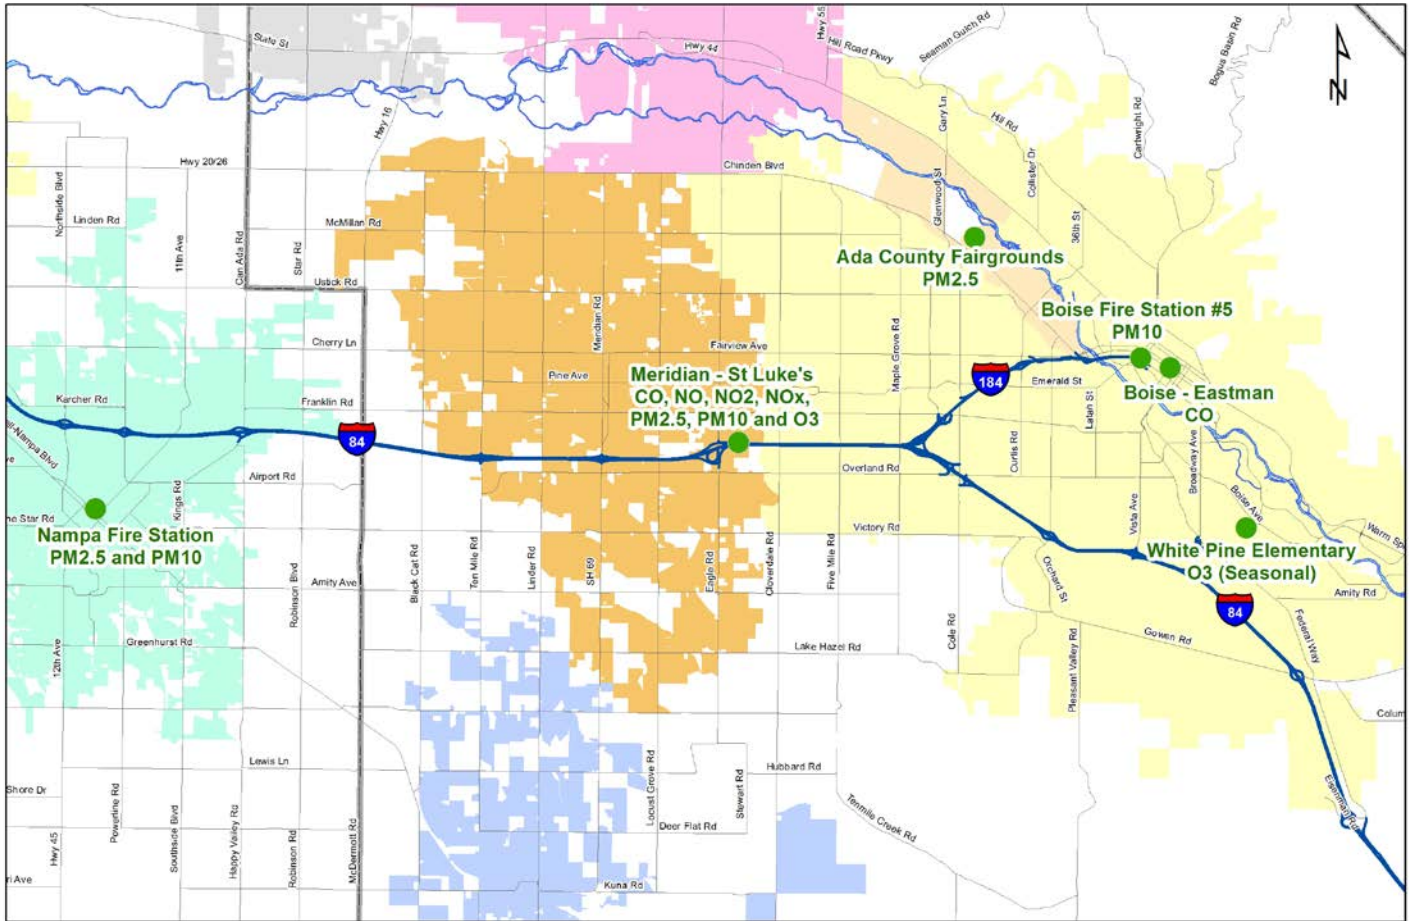 State St
Hwy 44
Hwy 55
Hill Road Pkwy
Seaman Gulch Rd
Bogus Basin Rd
N
Hwy 16
Gary Ln
Hill Rd
Cartwright Rd
Hwy 20/26
Chinden Blvd
Collister Dr
Glenwood St
Northside Blvd
Linden Rd
11th Ave
Can Ada Rd
Star Rd
McMillan Rd
36th St
Ada County Fairgrounds
PM2.5
Ustick Rd
Meridian Rd
Boise Fire Station #5
PM10
Cherry Ln
Fairview Ave
Maple Grove Rd
Pine Ave
Meridian - St Luke's
CO, NO, NO2, NOx,
PM2.5, PM10 and O3
184
Emerald St
Latah St
Boise - Eastman
CO
Karcher Rd
Franklin Rd
84
Curtis Rd
Broadway Ave
Airport Rd
Overland Rd
Kings Rd
Boise Ave
Vista Ave
Victory Rd
Nampa Fire Station
PM2.5 and PM10
White Pine Elementary
O3 (Seasonal)
Black Cat Rd
Ten Mile Rd
Linder Rd
SH 69
Eagle Rd
Cloverdale Rd
Five Mile Rd
Orchard St
Amity Ave
Robinson Blvd
Amity Rd
84
Federal Way
Gowen Rd
12th Ave
Greenhurst Rd
Lake Hazel Rd
Cole Rd
Pleasant Valley Rd
Lewis Ln
Locust Grove Rd
Stewart Rd
Hubbard Rd
Shore Dr
Powerline Rd
Southside Blvd
Happy Valley Rd
Robinson Rd
McDermott Rd
Deer Flat Rd
Tenmile Creek Rd
Eisenman Rd
Hwy 45
Kuna Rd